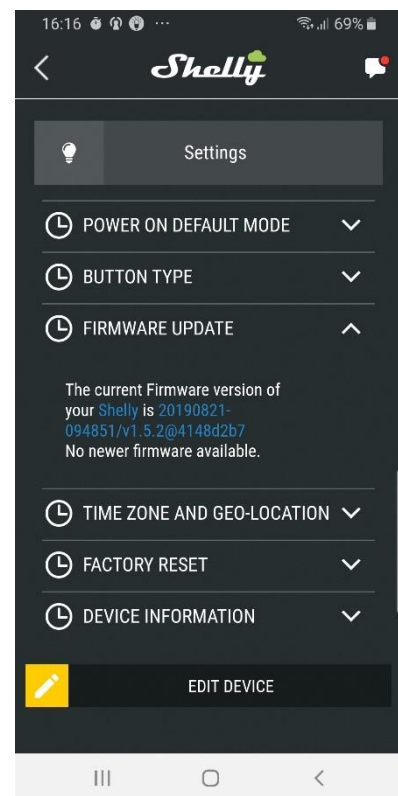 16:16 ... 69%
Shelly
Settings
POWER ON DEFAULT MODE
BUTTON TYPE
FIRMWARE UPDATE
The current Firmware version of
your Shelly is 20190821-
094851/v1.5.2@4148d2b7
No newer firmware available.
TIME ZONE AND GEO-LOCATION
FACTORY RESET
DEVICE INFORMATION
EDIT DEVICE